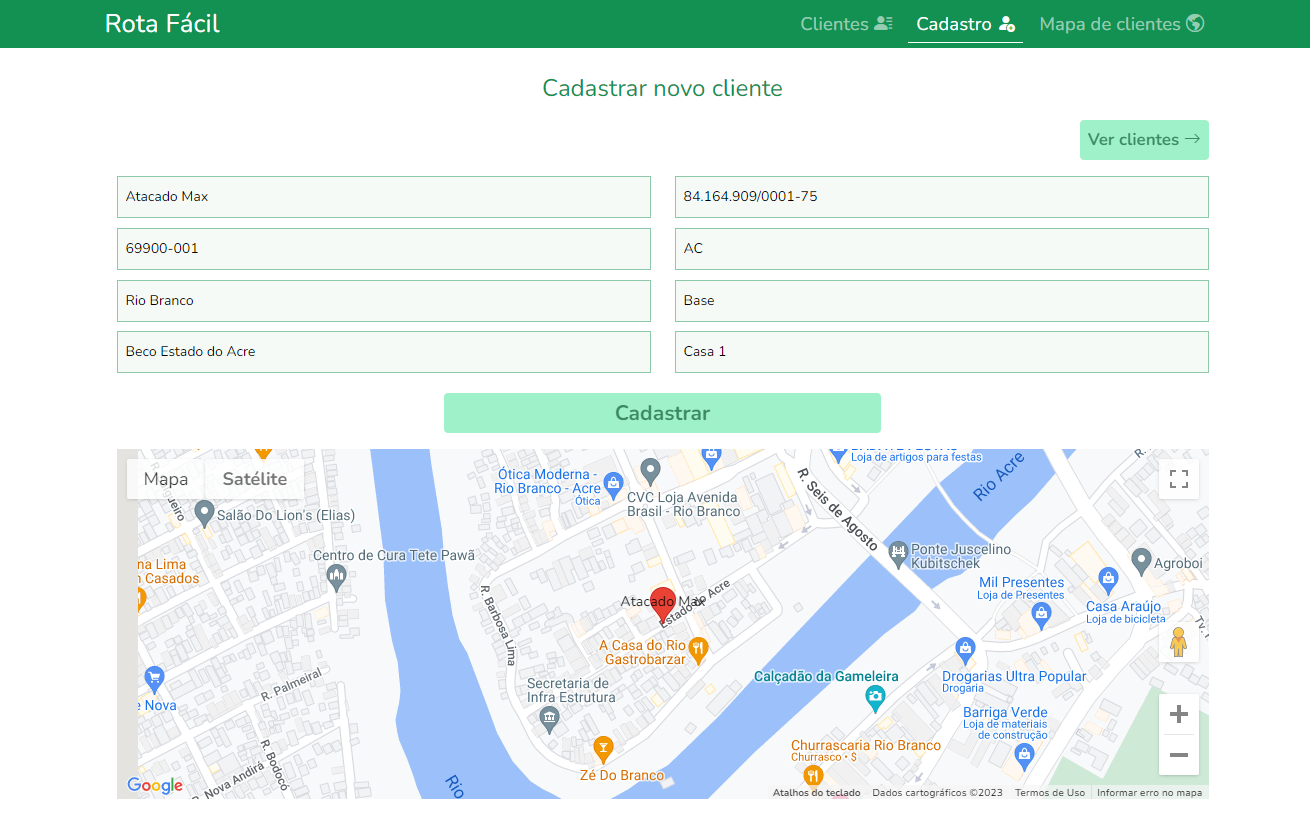 Rota Fácil
Clientes
Cadastro
Mapa de clientes
Cadastrar novo cliente
Ver clientes →
Atacado Max
84.164.909/0001-75
69900-001
AC
Rio Branco
Base
Beco Estado do Acre
Casa 1
Cadastrar
Mapa
Satélite
Ótica Moderna -
Rio Branco - Acre
Ótica
CVC Loja Avenida
Brasil - Rio Branco
Loja de artigos para festas
Rio Acre
R. Seis de Agosto
Salão Do Lion's (Elias)
Centro de Cura Tete Pawã
na Lima
Casados
Ponte Juscelino
Kubitschek
Agroboi
Mil Presentes
Loja de Presentes
Casa Araújo
Loja de bicicleta
R. Barbosa Lima
Atacado Max
Estado do Acre
A Casa do Rio
Gastrobarzar
Secretaria de
Infra Estrutura
Calçadão da Gameleira
Drogarias Ultra Popular
Drogaria
R. Palmeiral
e Nova
Barriga Verde
Loja de materiais
de construção
Churrascaria Rio Branco
Churrasco • $
Zé Do Branco
R. Bodocó
R. Nova Andirá
Rio
Google
Atalhos do teclado
Dados cartográficos ©2023
Termos de Uso
Informar erro no mapa